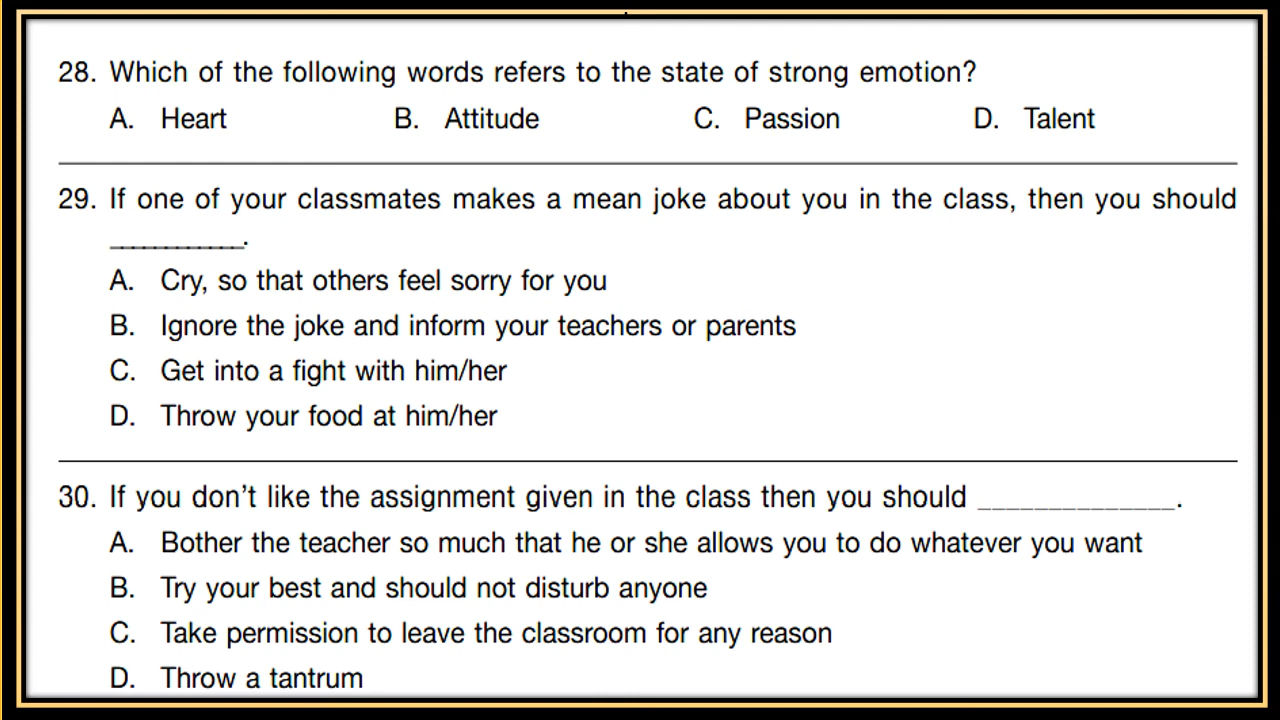 28. Which of the following words refers to the state of strong emotion?
A. Heart B. Attitude C. Passion D. Talent
29. If one of your classmates makes a mean joke about you in the class, then you should
___________.
A. Cry, so that others feel sorry for you
B. Ignore the joke and inform your teachers or parents
C. Get into a fight with him/her
D. Throw your food at him/her
30. If you don’t like the assignment given in the class then you should ______________.
A. Bother the teacher so much that he or she allows you to do whatever you want
B. Try your best and should not disturb anyone
C. Take permission to leave the classroom for any reason
D. Throw a tantrum